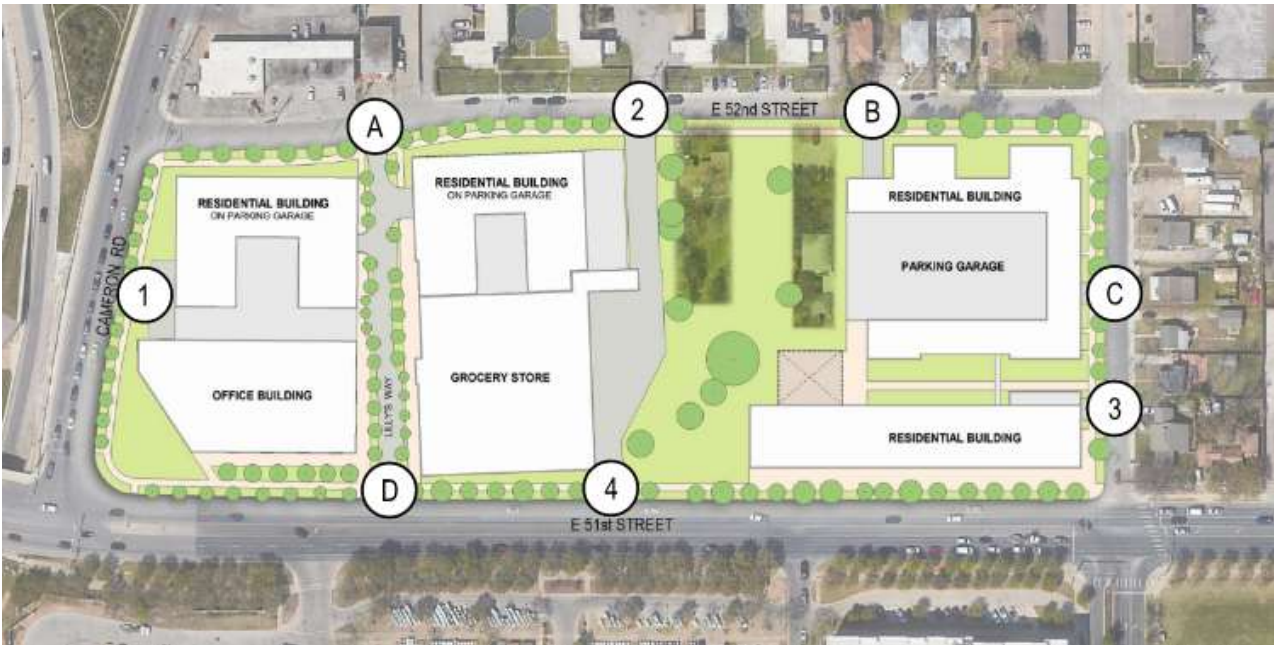 2
E 52nd STREET
B
A
RESIDENTIAL BUILDING
ON PARKING GARAGE
RESIDENTIAL BUILDING
ON PARKING GARAGE
RESIDENTIAL BUILDING
CAMERON RD
1
PARKING GARAGE
C
OFFICE BUILDING
LILLY'S WAY
GROCERY STORE
3
RESIDENTIAL BUILDING
D
4
E 51st STREET